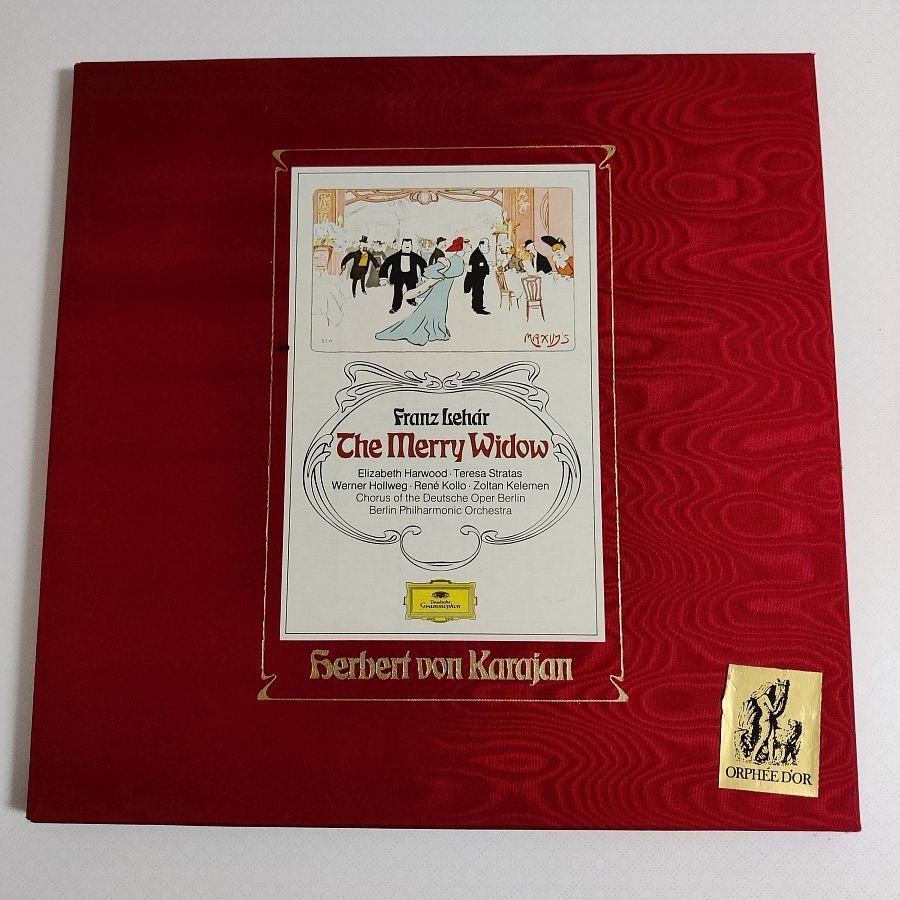 SEM
MAXIM'S
Franz Lehár
The Merry Widow
Elizabeth Harwood · Teresa Stratas
Werner Hollweg · René Kollo · Zoltan Kelemen
Chorus of the Deutsche Oper Berlin
Berlin Philharmonic Orchestra
Deutsche
Grammophon
Herbert von Karajan
ORPHÉE D'OR